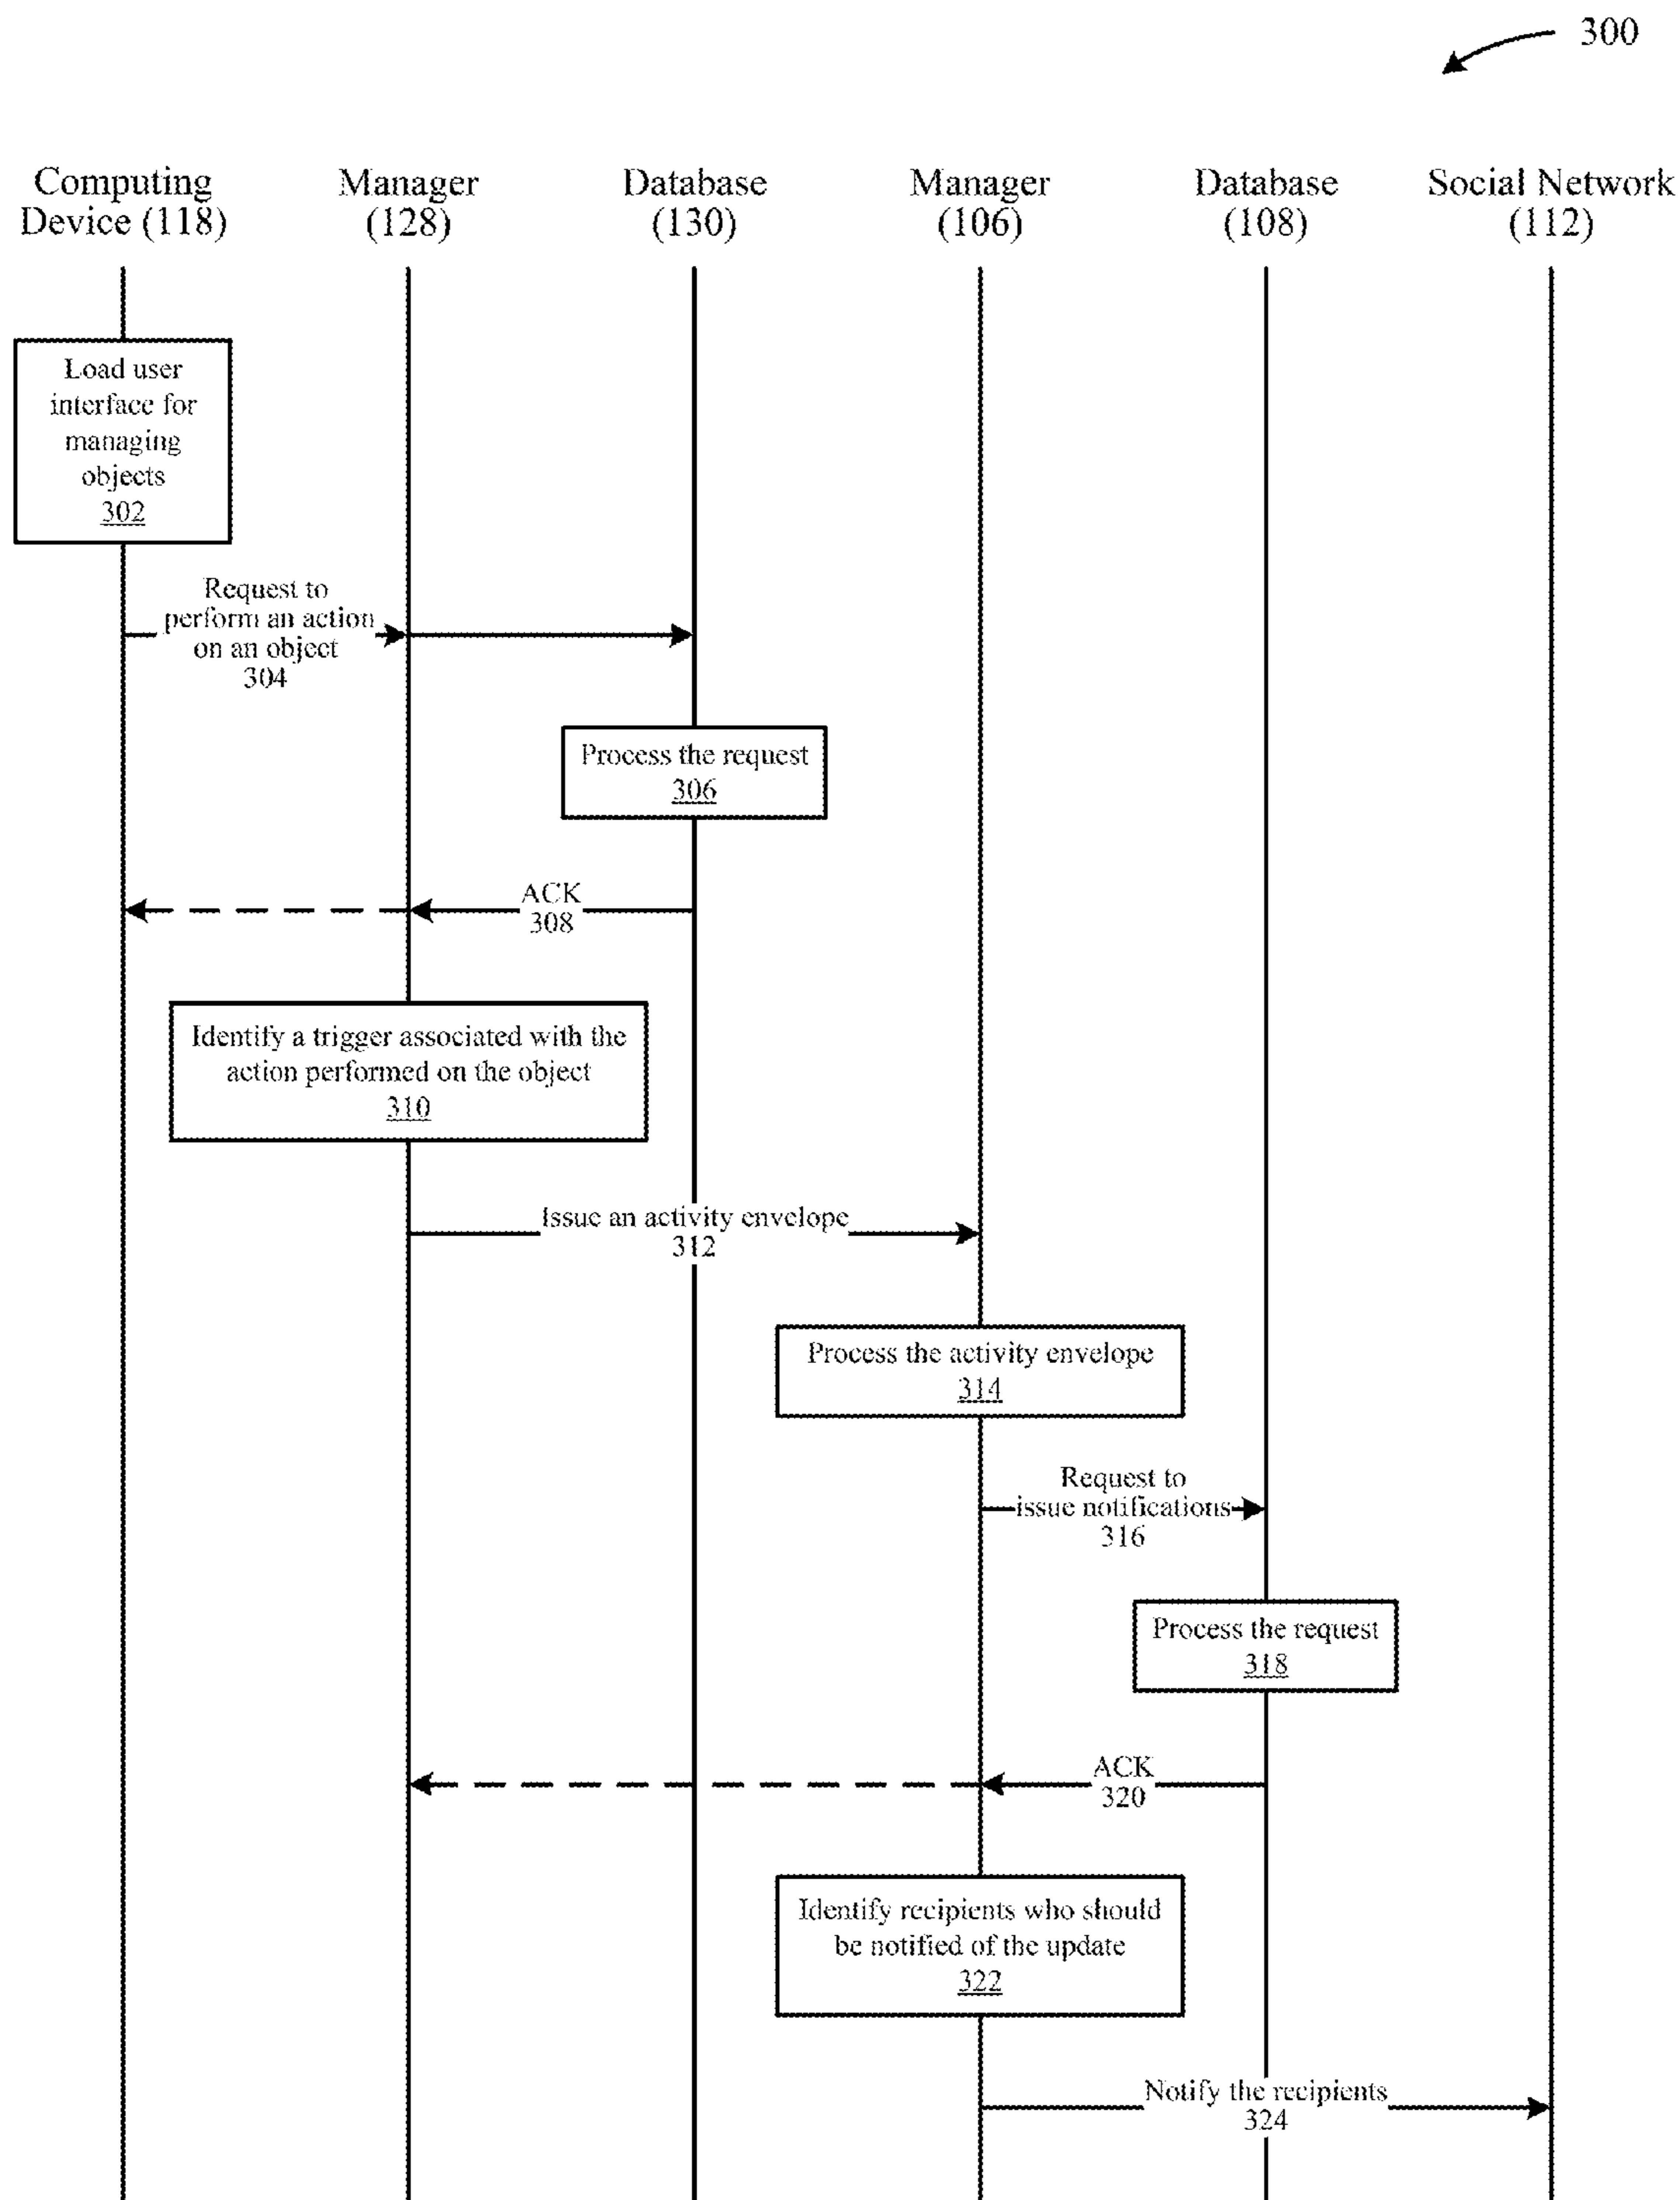 300
Computing
Device (118)
Manager
(128)
Database
(130)
Manager
(106)
Database
(108)
Social Network
(112)
Load user
interface for
managing
objects
302
Request to
perform an action
on an object
304
Process the request
306
ACK
308
Identify a trigger associated with the
action performed on the object
310
Issue an activity envelope
312
Process the activity envelope
314
Request to
issue notifications
316
Process the request
318
ACK
320
Identify recipients who should
be notified of the update
322
Notify the recipients
324